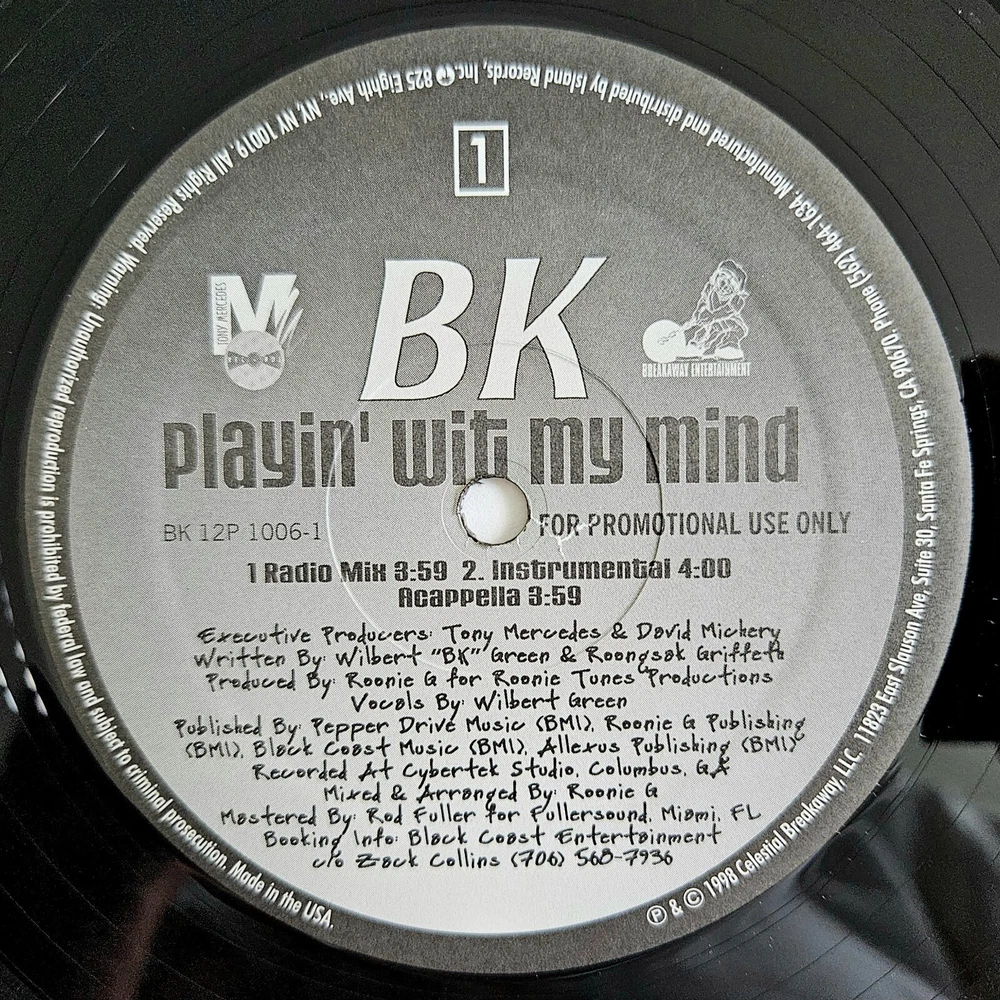 1
TONY MERCEDES
BK
BREAKAWAY ENTERTAINMENT
Playin' wit my mind
BK 12P 1006-1
FOR PROMOTIONAL USE ONLY
1 Radio Mix 3:59 2. Instrumental 4:00
Acappella 3:59
Executive Producers: Tony Mercedes & David Michery
Written By: Wilbert "BK" Green & Roongsak Griffeth
Produced By: Roonie G for Roonie Tunes Productions
Vocals By: Wilbert Green
Published By: Pepper Drive Music (BMI), Roonie G Publishing
(BMI), Black Coast Music (BMI), Allexus Publishing (BMI)
Recorded At Cybertek Studio, Columbus, GA
Mixed & Arranged By: Roonie G
Mastered By: Rod Fuller for Fullersound, Miami, FL
Booking Info: Black Coast Entertainment
c/o Zack Collins (706) 568-7936
℗ & © 1998 Celestial Breakaway, LLC. 11823 East Slauson Ave, Suite 30, Santa Fe Springs, CA 90670. Phone (562) 464-1634. Manufactured and distributed by Island Records, Inc. 825 Eighth Ave., NY, NY 10019. All Rights Reserved. Warning: Unauthorized reproduction is prohibited by federal law and subject to criminal prosecution. Made in the USA.